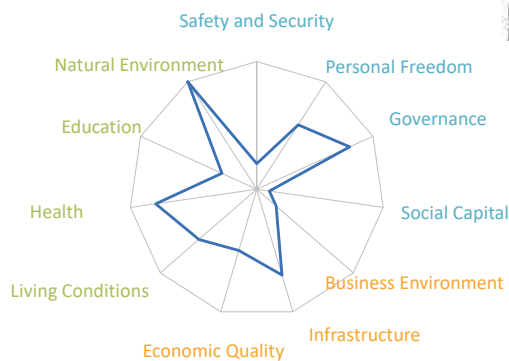 Safety and Security
Natural Environment
Personal Freedom
Education
Governance
Health
Social Capital
Living Conditions
Business Environment
Infrastructure
Economic Quality